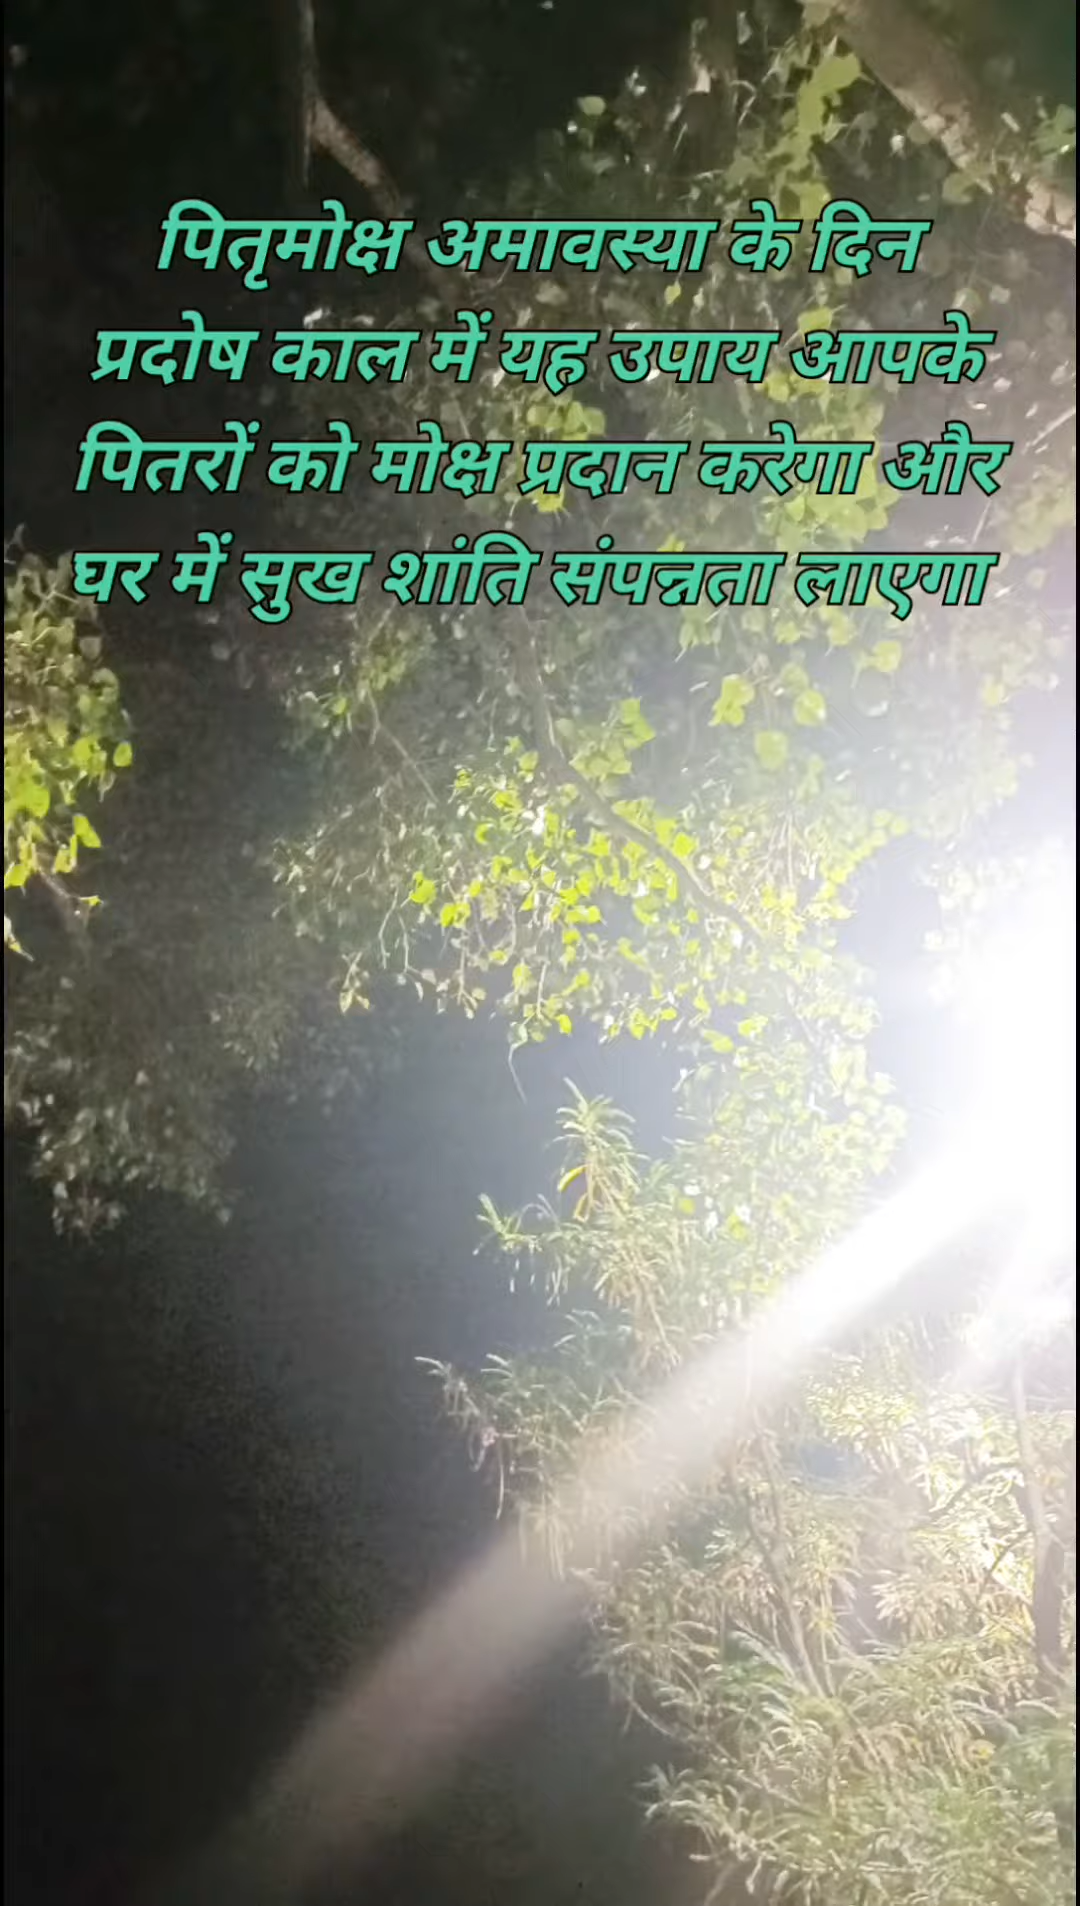 पितृमोक्ष अमावस्या के दिन
प्रदोष काल में यह उपाय आपके
पितरों को मोक्ष प्रदान करेगा और
घर में सुख शांति संपन्नता लाएगा